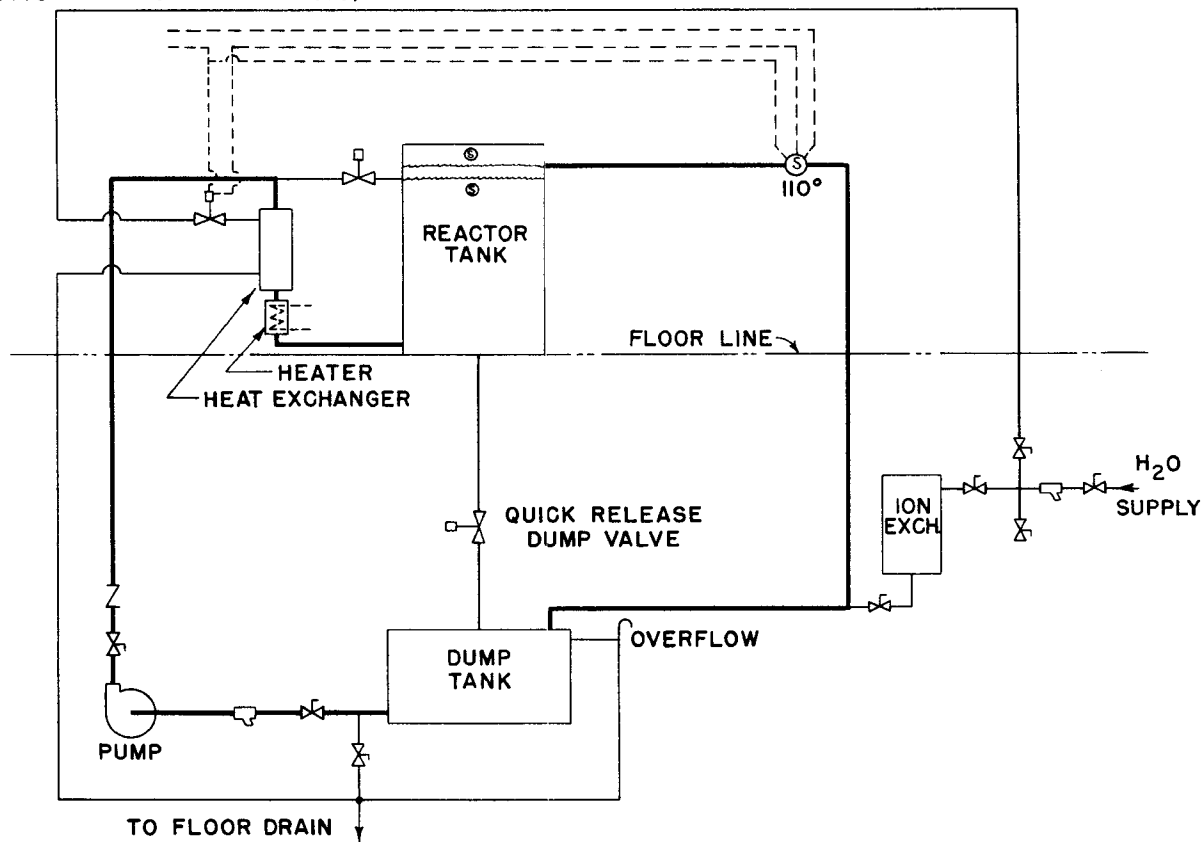 S
110°
S
S
REACTOR
TANK
FLOOR LINE
HEATER
HEAT EXCHANGER
H₂O
SUPPLY
ION
EXCH.
QUICK RELEASE
DUMP VALVE
OVERFLOW
DUMP
TANK
PUMP
TO FLOOR DRAIN